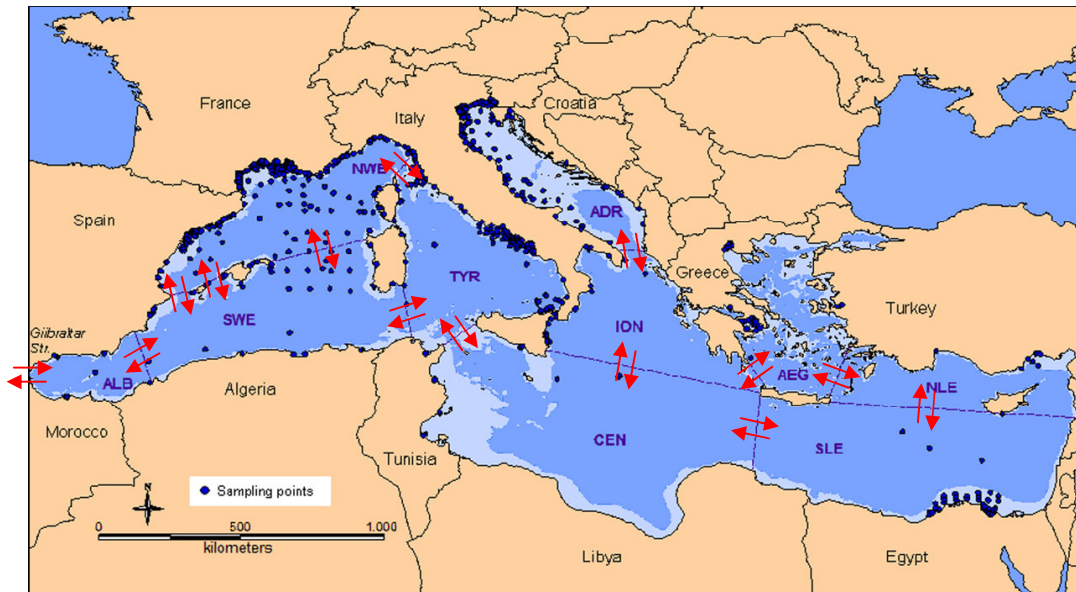 France
Italy
Croatia
NWE
Spain
ADR
Greece
TYR
Turkey
SWE
ION
Giibraltar
Str.
ALB
AEG
NLE
Algeria
Morocco
CEN
SLE
Tunisia
Sampling points
N
0 500 1.000
kilometers
Libya
Egypt